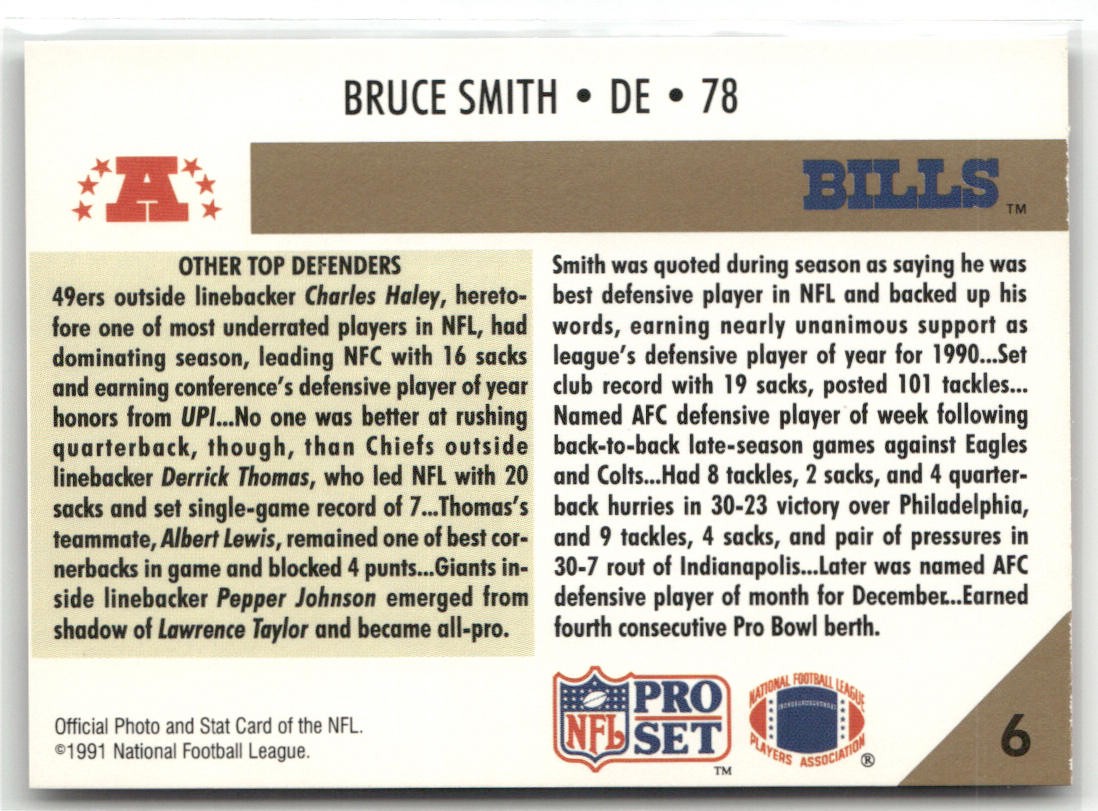 BRUCE SMITH • DE • 78
A
BILLS
TM
OTHER TOP DEFENDERS
49ers outside linebacker Charles Haley, hereto-
fore one of most underrated players in NFL, had
dominating season, leading NFC with 16 sacks
and earning conference's defensive player of year
honors from UPI...No one was better at rushing
quarterback, though, than Chiefs outside
linebacker Derrick Thomas, who led NFL with 20
sacks and set single-game record of 7...Thomas's
teammate, Albert Lewis, remained one of best cor-
nerbacks in game and blocked 4 punts...Giants in-
side linebacker Pepper Johnson emerged from
shadow of Lawrence Taylor and became all-pro.
Smith was quoted during season as saying he was
best defensive player in NFL and backed up his
words, earning nearly unanimous support as
league's defensive player of year for 1990...Set
club record with 19 sacks, posted 101 tackles...
Named AFC defensive player of week following
back-to-back late-season games against Eagles
and Colts...Had 8 tackles, 2 sacks, and 4 quarter-
back hurries in 30-23 victory over Philadelphia,
and 9 tackles, 4 sacks, and pair of pressures in
30-7 rout of Indianapolis...Later was named AFC
defensive player of month for December...Earned
fourth consecutive Pro Bowl berth.
Official Photo and Stat Card of the NFL.
©1991 National Football League.
NFL
PRO
SET
TM
NATIONAL FOOTBALL LEAGUE
PLAYERS ASSOCIATION
®
6